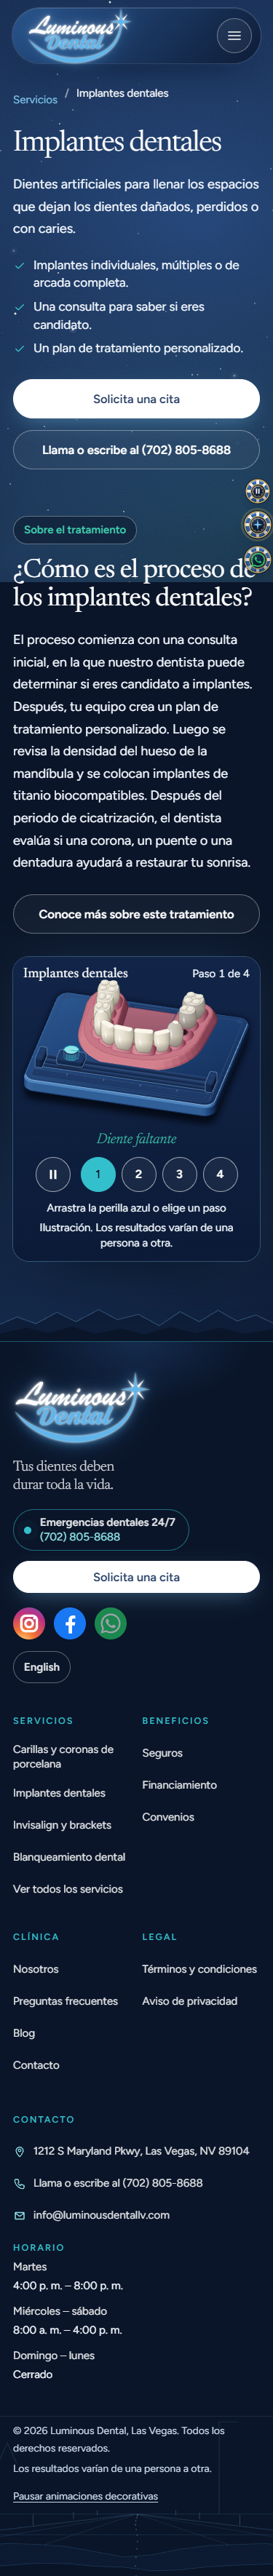 Luminous
Dental
Servicios / Implantes dentales
Implantes dentales
Dientes artificiales para llenar los espacios
que dejan los dientes dañados, perdidos o
con caries.
Implantes individuales, múltiples o de
arcada completa.
Una consulta para saber si eres
candidato.
Un plan de tratamiento personalizado.
Solicita una cita
Llama o escribe al (702) 805-8688
Sobre el tratamiento
¿Cómo es el proceso de
los implantes dentales?
El proceso comienza con una consulta
inicial, en la que nuestro dentista puede
determinar si eres candidato a implantes.
Después, tu equipo crea un plan de
tratamiento personalizado. Luego se
revisa la densidad del hueso de la
mandíbula y se colocan implantes de
titanio biocompatibles. Después del
periodo de cicatrización, el dentista
evalúa si una corona, un puente o una
dentadura ayudará a restaurar tu sonrisa.
Conoce más sobre este tratamiento
Implantes dentales Paso 1 de 4
Diente faltante
1 2 3 4
Arrastra la perilla azul o elige un paso
Ilustración. Los resultados varían de una
persona a otra.
Luminous
Dental
Tus dientes deben
durar toda la vida.
Emergencias dentales 24/7
(702) 805-8688
Solicita una cita
English
SERVICIOS
Carillas y coronas de
porcelana
Implantes dentales
Invisalign y brackets
Blanqueamiento dental
Ver todos los servicios
BENEFICIOS
Seguros
Financiamiento
Convenios
CLÍNICA
Nosotros
Preguntas frecuentes
Blog
Contacto
LEGAL
Términos y condiciones
Aviso de privacidad
CONTACTO
1212 S Maryland Pkwy, Las Vegas, NV 89104
Llama o escribe al (702) 805-8688
info@luminousdentallv.com
HORARIO
Martes
4:00 p. m. – 8:00 p. m.
Miércoles – sábado
8:00 a. m. – 4:00 p. m.
Domingo – lunes
Cerrado
© 2026 Luminous Dental, Las Vegas. Todos los
derechos reservados.
Los resultados varían de una persona a otra.
Pausar animaciones decorativas